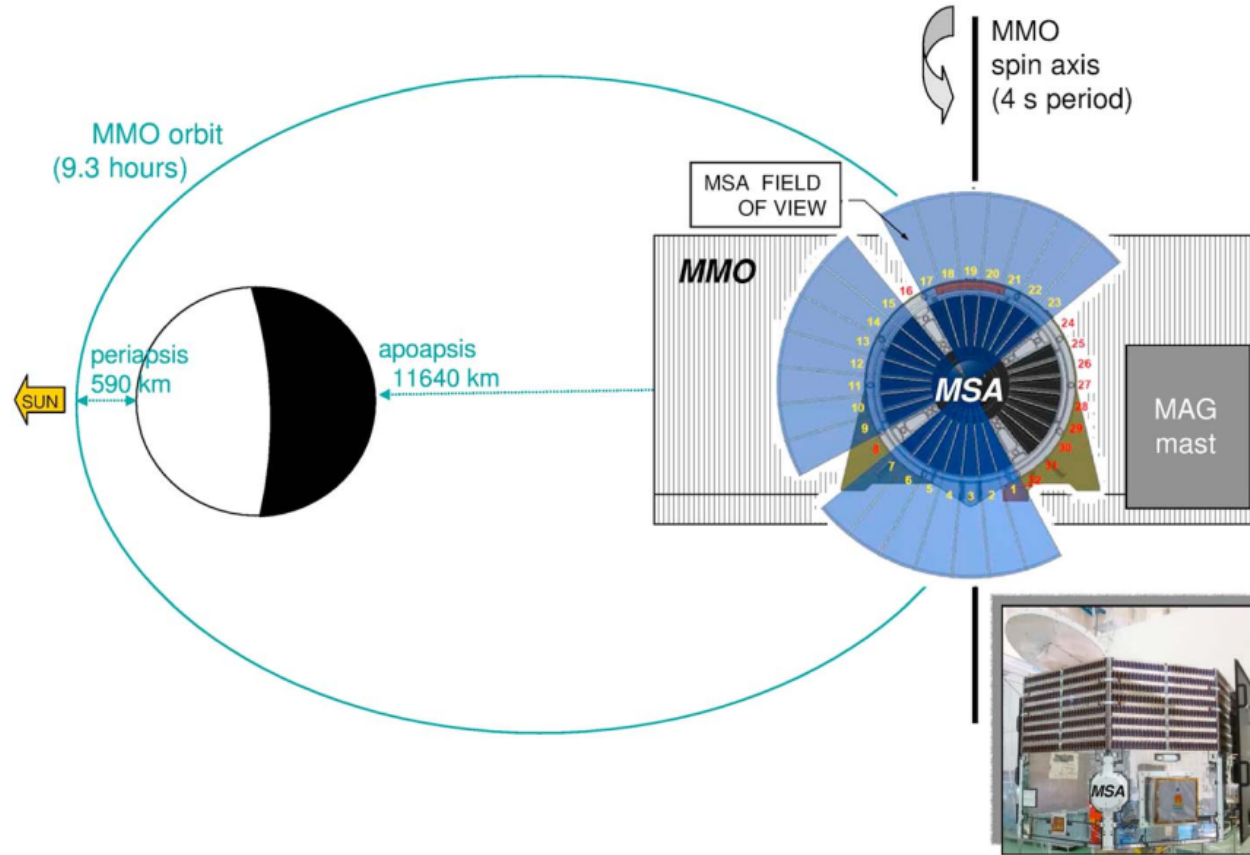 MMO
spin axis
(4 s period)
MMO orbit
(9.3 hours)
MSA FIELD
OF VIEW
MMO
periapsis
590 km
apoapsis
11640 km
SUN
MSA
MAG
mast
1
2
3
4
5
6
7
8
9
10
11
12
13
14
15
16
17
18
19
20
21
22
23
24
25
26
27
28
29
30
31
32
MSA